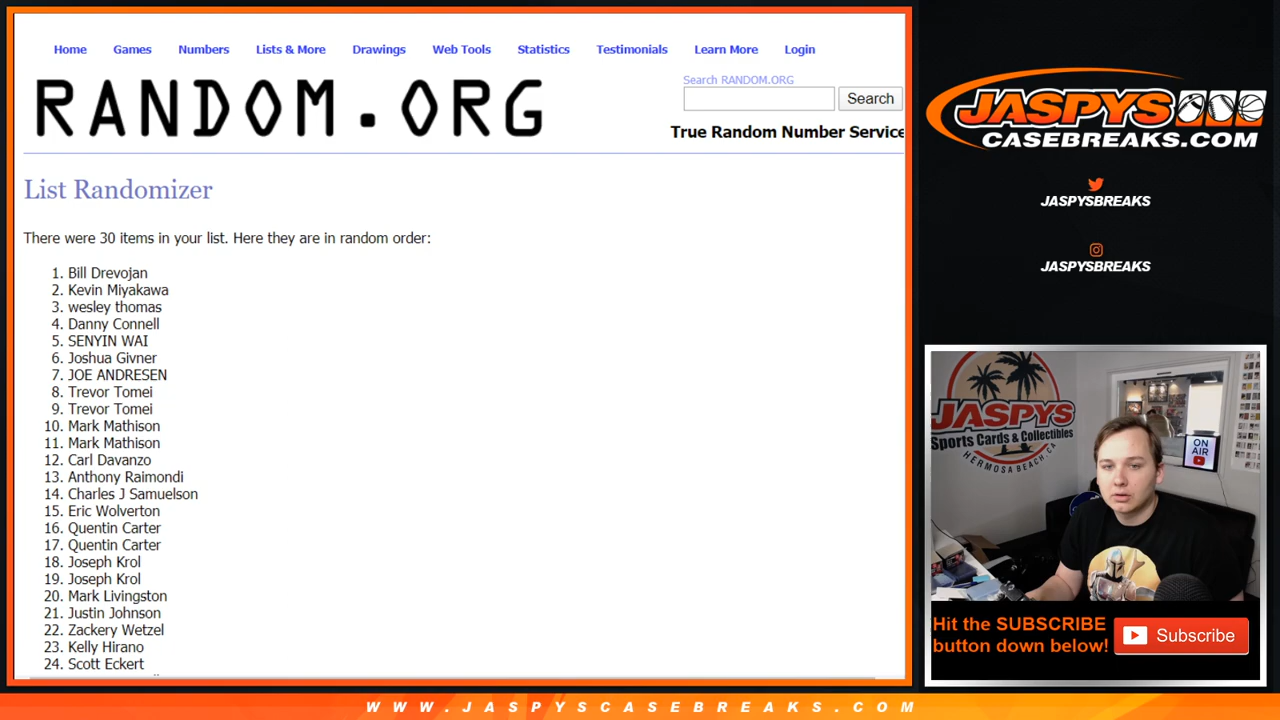 Home Games Numbers Lists & More Drawings Web Tools Statistics Testimonials Learn More Login
RANDOM.ORG
Search RANDOM.ORG
Search
True Random Number Service
List Randomizer
There were 30 items in your list. Here they are in random order:
1. Bill Drevojan
2. Kevin Miyakawa
3. wesley thomas
4. Danny Connell
5. SENYIN WAI
6. Joshua Givner
7. JOE ANDRESEN
8. Trevor Tomei
9. Trevor Tomei
10. Mark Mathison
11. Mark Mathison
12. Carl Davanzo
13. Anthony Raimondi
14. Charles J Samuelson
15. Eric Wolverton
16. Quentin Carter
17. Quentin Carter
18. Joseph Krol
19. Joseph Krol
20. Mark Livingston
21. Justin Johnson
22. Zackery Wetzel
23. Kelly Hirano
24. Scott Eckert
JASPYS
CASEBREAKS.COM
JASPYSBREAKS
JASPYSBREAKS
JASPYS
Sports Cards & Collectibles
HERMOSA BEACH, CA
ON
AIR
Hit the SUBSCRIBE
button down below!
Subscribe
WWW.JASPYSCASEBREAKS.COM